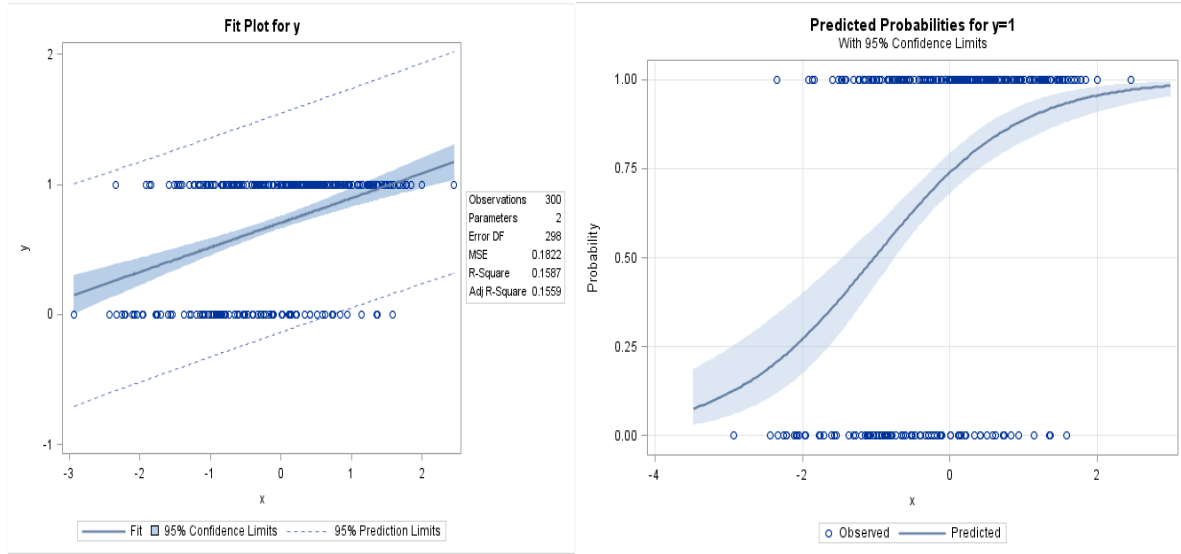 Fit Plot for y
2
1
0
-1
y
-3
-2
-1
0
1
2
x
Observations 300
Parameters 2
Error DF 298
MSE 0.1822
R-Square 0.1587
Adj R-Square 0.1559
Fit 95% Confidence Limits 95% Prediction Limits
Predicted Probabilities for y=1
With 95% Confidence Limits
1.00
0.75
0.50
0.25
0.00
Probability
-4
-2
0
2
x
Observed Predicted